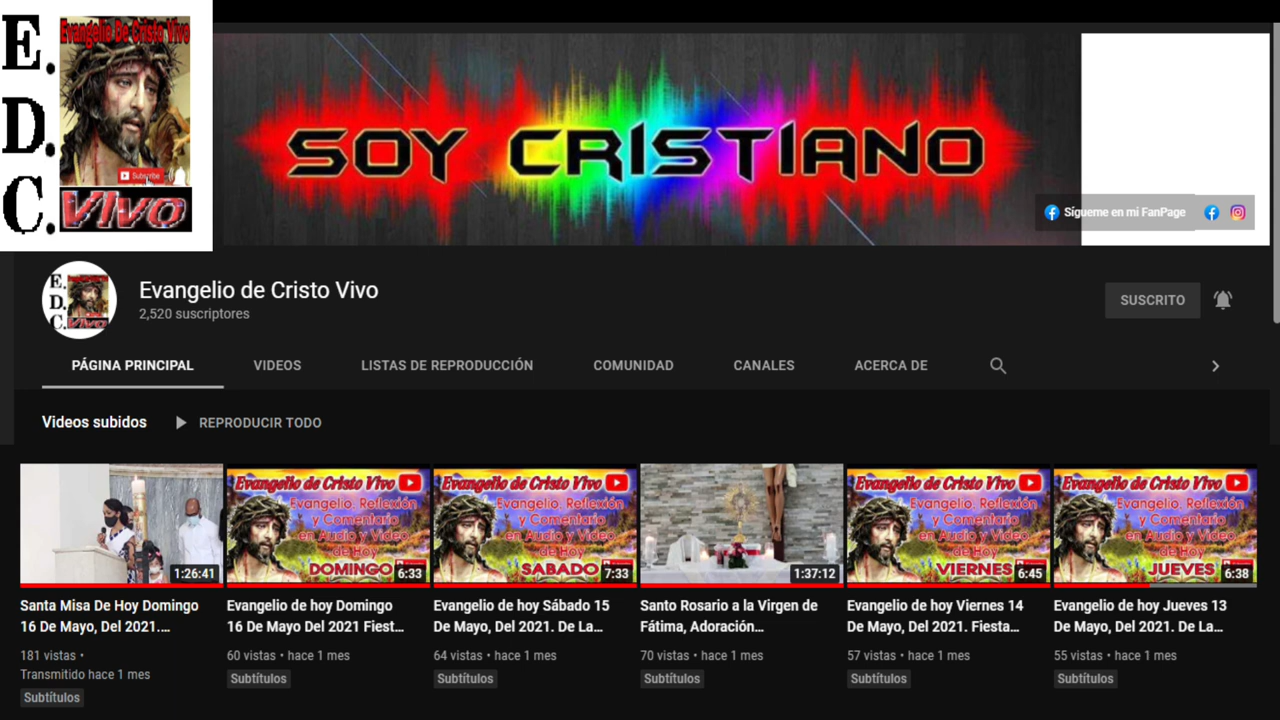 E.
Evangelio De Cristo Vivo
D.
Subscribe
C.
Vivo
SOY CRISTIANO
Sígueme en mi FanPage
E.
D.
C.
Vivo
Evangelio de Cristo Vivo
2,520 suscriptores
SUSCRITO
PÁGINA PRINCIPAL VIDEOS LISTAS DE REPRODUCCIÓN COMUNIDAD CANALES ACERCA DE
Videos subidos REPRODUCIR TODO
1:26:41
Santa Misa De Hoy Domingo
16 De Mayo, Del 2021....
181 vistas •
Transmitido hace 1 mes
Subtítulos
Evangelio de Cristo Vivo
Evangelio, Reflexión
y Comentario
en Audio y Video
de Hoy
DOMINGO 6:33
Evangelio de hoy Domingo
16 De Mayo Del 2021 Fiest...
60 vistas • hace 1 mes
Subtítulos
Evangelio de Cristo Vivo
Evangelio, Reflexión
y Comentario
en Audio y Video
de Hoy
SABADO 7:33
Evangelio de hoy Sábado 15
De Mayo, Del 2021. De La...
64 vistas • hace 1 mes
Subtítulos
1:37:12
Santo Rosario a la Virgen de
Fátima, Adoración...
70 vistas • hace 1 mes
Subtítulos
Evangelio de Cristo Vivo
Evangelio, Reflexión
y Comentario
en Audio y Video
de Hoy
VIERNES 6:45
Evangelio de hoy Viernes 14
De Mayo, Del 2021. Fiesta...
57 vistas • hace 1 mes
Subtítulos
Evangelio de Cristo Vivo
Evangelio, Reflexión
y Comentario
en Audio y Video
de Hoy
JUEVES 6:38
Evangelio de hoy Jueves 13
De Mayo, Del 2021. De La...
55 vistas • hace 1 mes
Subtítulos